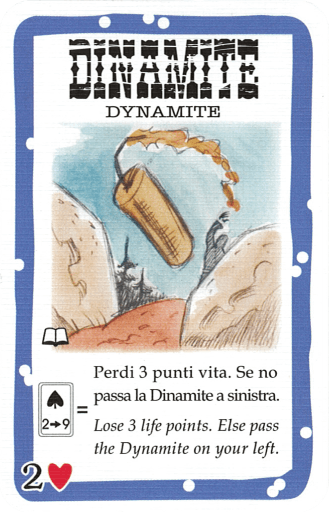 DINAMITE
DYNAMITE
Perdi 3 punti vita. Se no
passa la Dinamite a sinistra.
♠ 2→9 =
Lose 3 life points. Else pass
the Dynamite on your left.
2♥